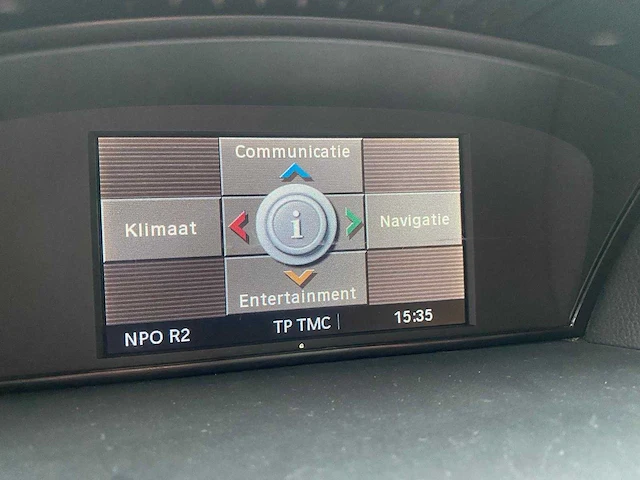 Communicatie
Klimaat
i
Navigatie
Entertainment
NPO R2 TP TMC 15:35